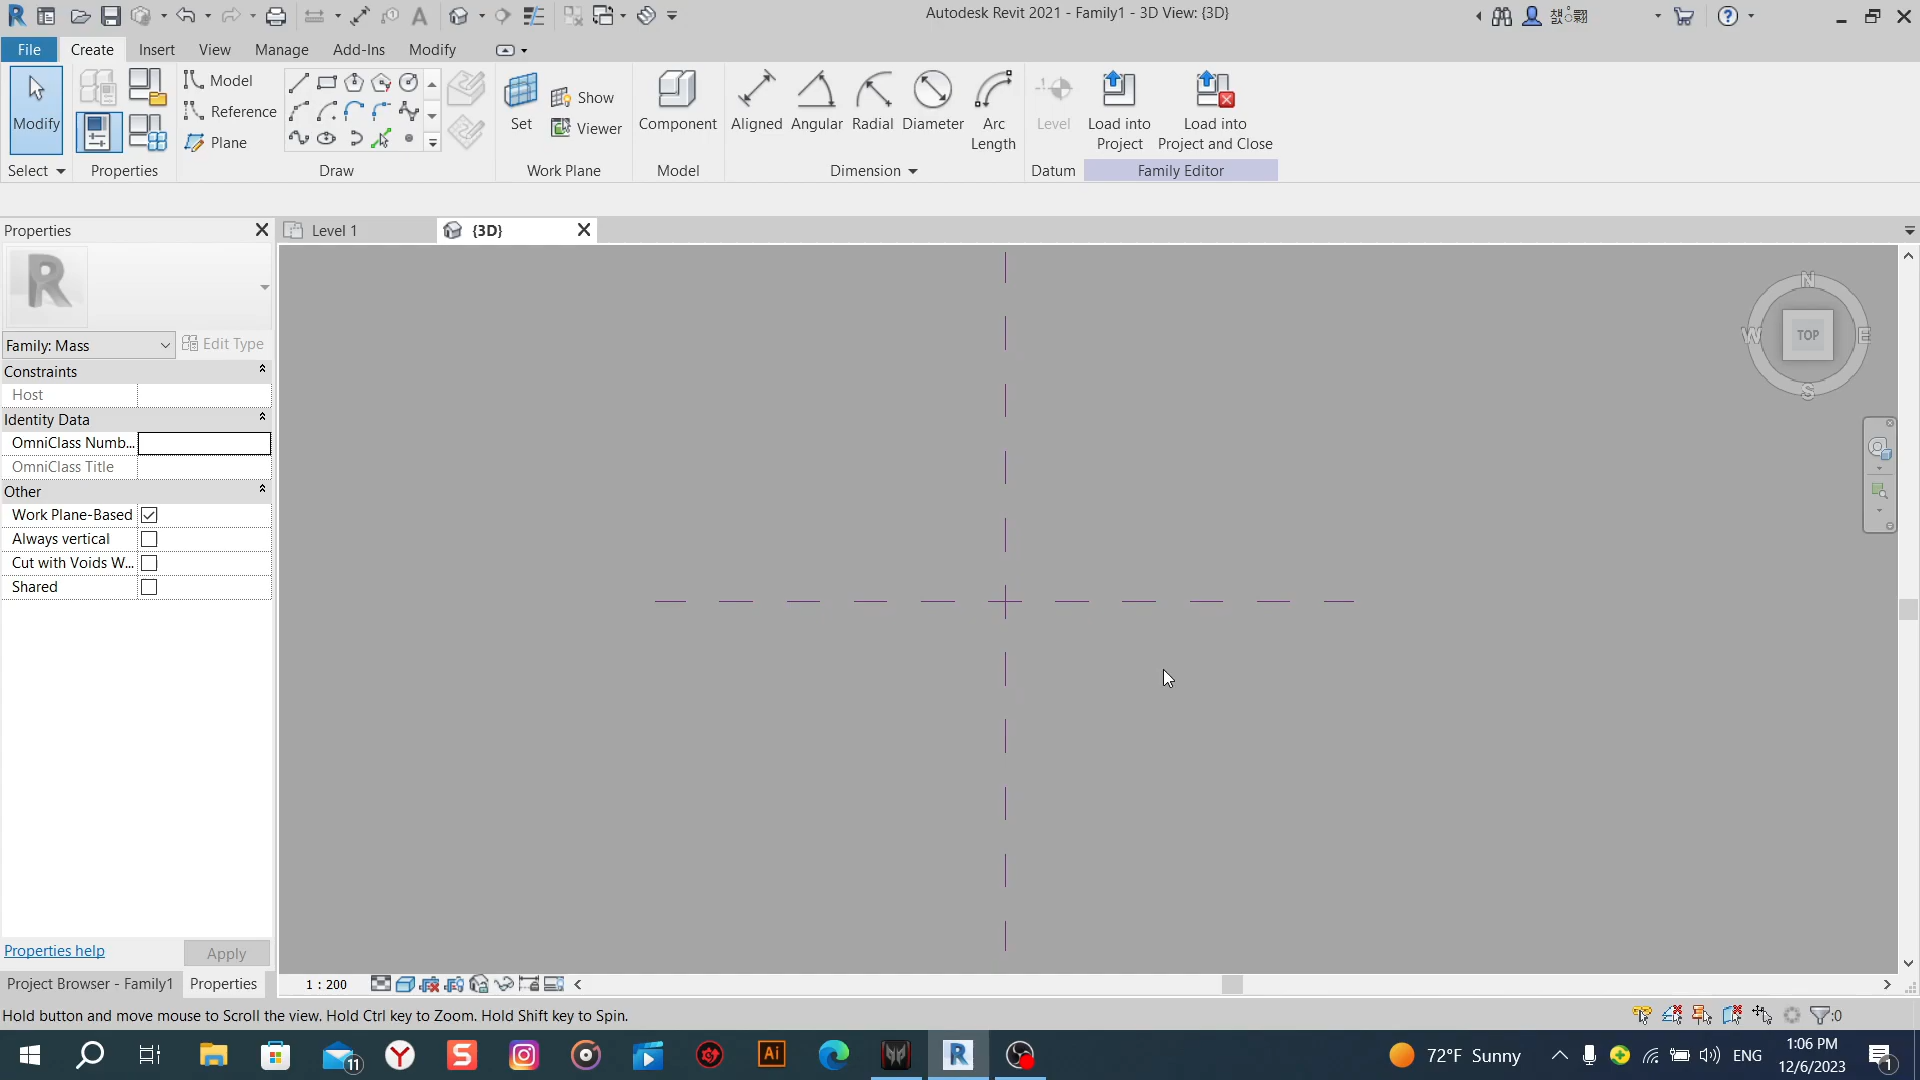 Autodesk Revit 2021 - Family1 - 3D View: {3D}
File
Create
Insert
View
Manage
Add-Ins
Modify
Modify
Model
Reference
Plane
Set
Show
Viewer
Component
Aligned
Angular
Radial
Diameter
Arc
Length
Level
Load into
Project
Load into
Project and Close
Select
Properties
Draw
Work Plane
Model
Dimension
Datum
Family Editor
Properties
Level 1
{3D}
Family: Mass
Edit Type
Constraints
Host
Identity Data
OmniClass Numb...
OmniClass Title
Other
Work Plane-Based
Always vertical
Cut with Voids W...
Shared
N
W
TOP
E
S
Properties help
Apply
Project Browser - Family1
Properties
1 : 200
Hold button and move mouse to Scroll the view. Hold Ctrl key to Zoom. Hold Shift key to Spin.
:0
11
Ai
72°F Sunny
ENG
1:06 PM
12/6/2023
1